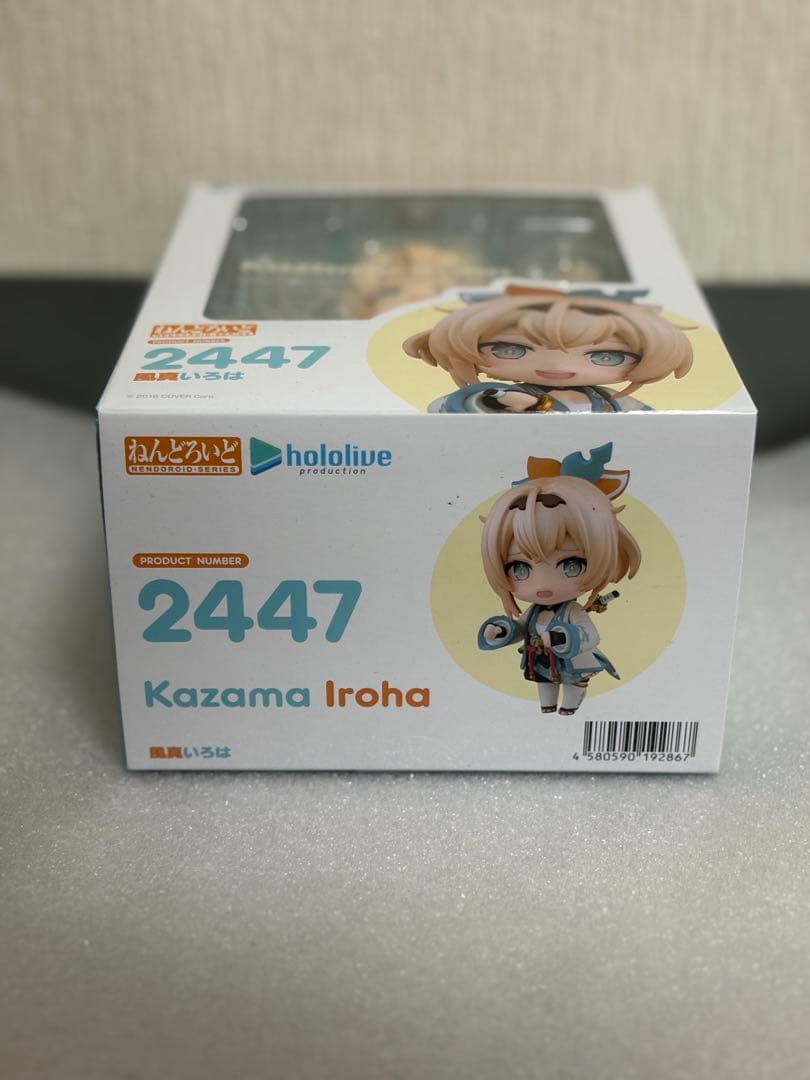 ねんどろいど
PRODUCT NUMBER
2447
風真いろは
© 2016 COVER Corp.
ねんどろいど
NENDOROID-SERIES
hololive
production
PRODUCT NUMBER
2447
Kazama Iroha
風真いろは
4 580590 192867